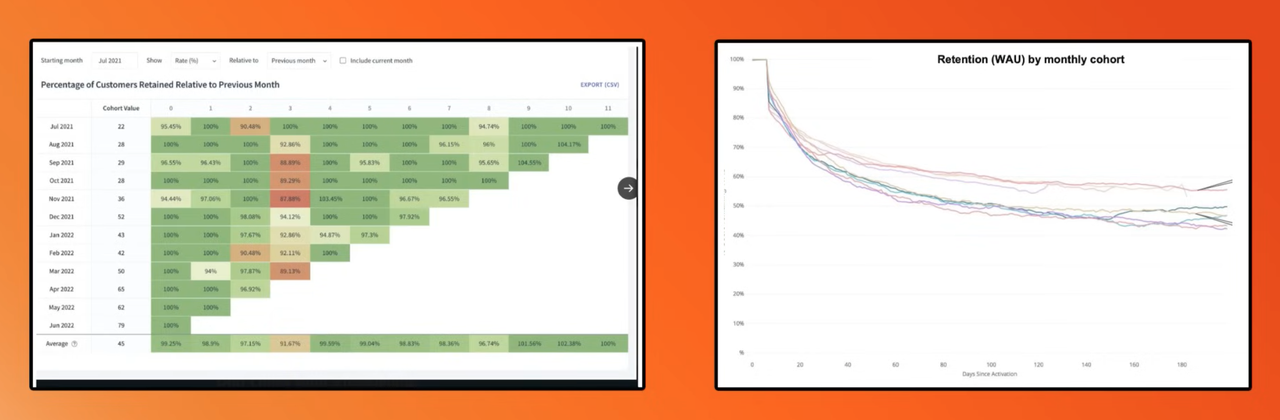 Starting month Jul 2021 Show Rate (%) Relative to Previous month Include current month
Percentage of Customers Retained Relative to Previous Month EXPORT (CSV)
Cohort Value 0 1 2 3 4 5 6 7 8 9 10 11
Jul 2021 22 95.45% 100% 90.48% 100% 100% 100% 100% 100% 94.74% 100% 100% 100%
Aug 2021 28 100% 100% 100% 92.86% 100% 100% 100% 96.15% 96% 100% 104.17%
Sep 2021 29 96.55% 96.43% 100% 88.89% 100% 95.83% 100% 100% 95.65% 104.55%
Oct 2021 28 100% 100% 100% 89.29% 100% 100% 100% 100% 100%
Nov 2021 36 94.44% 97.06% 100% 87.88% 103.45% 100% 96.67% 96.55%
Dec 2021 52 100% 100% 98.08% 94.12% 100% 100% 97.92%
Jan 2022 43 100% 100% 97.67% 92.86% 94.87% 97.3%
Feb 2022 42 100% 100% 90.48% 92.11% 100%
Mar 2022 50 100% 94% 97.87% 89.13%
Apr 2022 65 100% 100% 96.92%
May 2022 62 100% 100%
Jun 2022 79 100%
Average 45 99.25% 98.9% 97.15% 91.67% 99.59% 99.04% 98.83% 98.36% 96.74% 101.56% 102.38% 100%
Retention (WAU) by monthly cohort
100%
90%
80%
70%
60%
50%
40%
30%
20%
10%
%
0 20 40 60 80 100 120 140 160 180
Days Since Activation